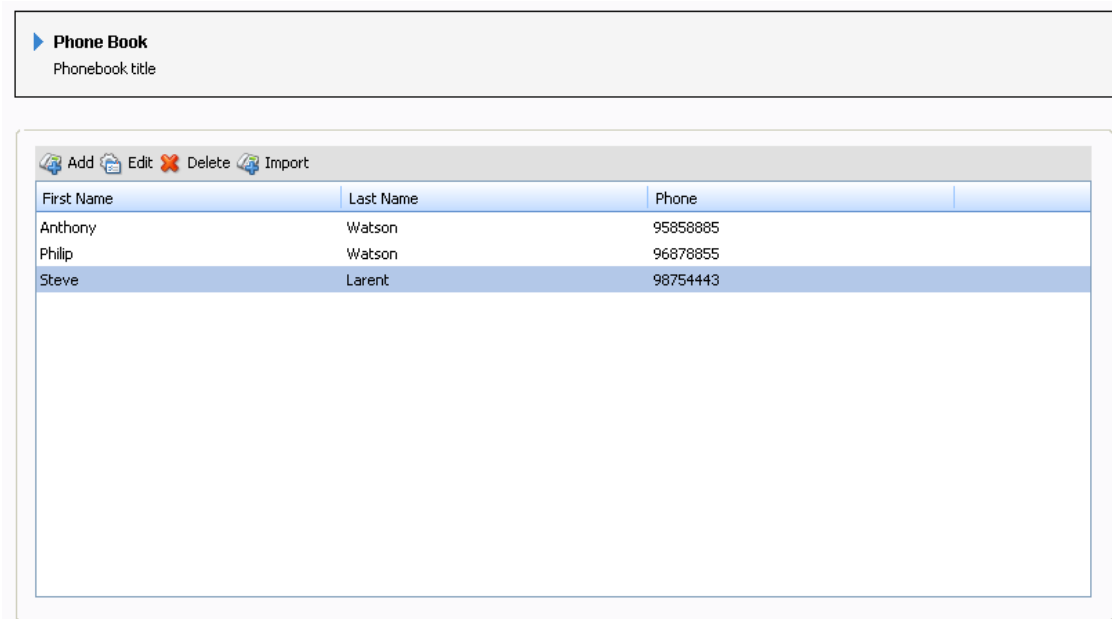 Phone Book
Phonebook title
Add Edit Delete Import
First Name Last Name Phone
Anthony Watson 95858885
Philip Watson 96878855
Steve Larent 98754443